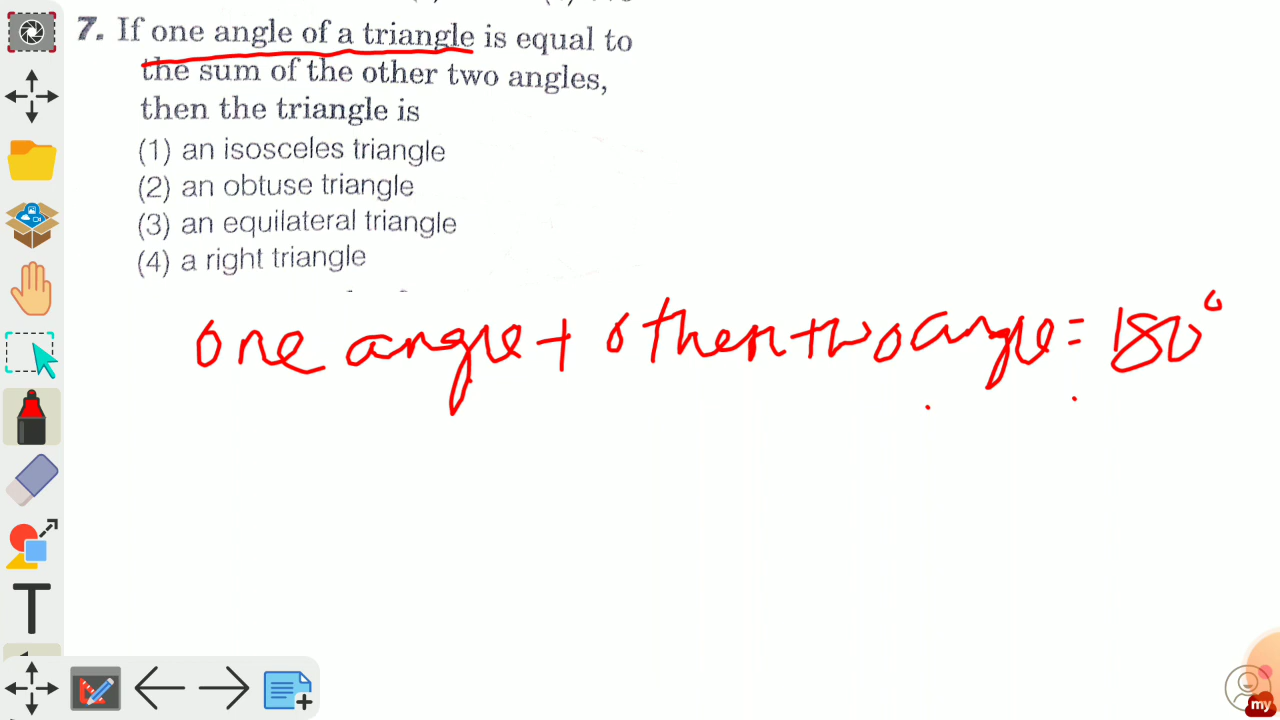 7. If one angle of a triangle is equal to
the sum of the other two angles,
then the triangle is
(1) an isosceles triangle
(2) an obtuse triangle
(3) an equilateral triangle
(4) a right triangle
one angle + other two angle = 180°
T
my